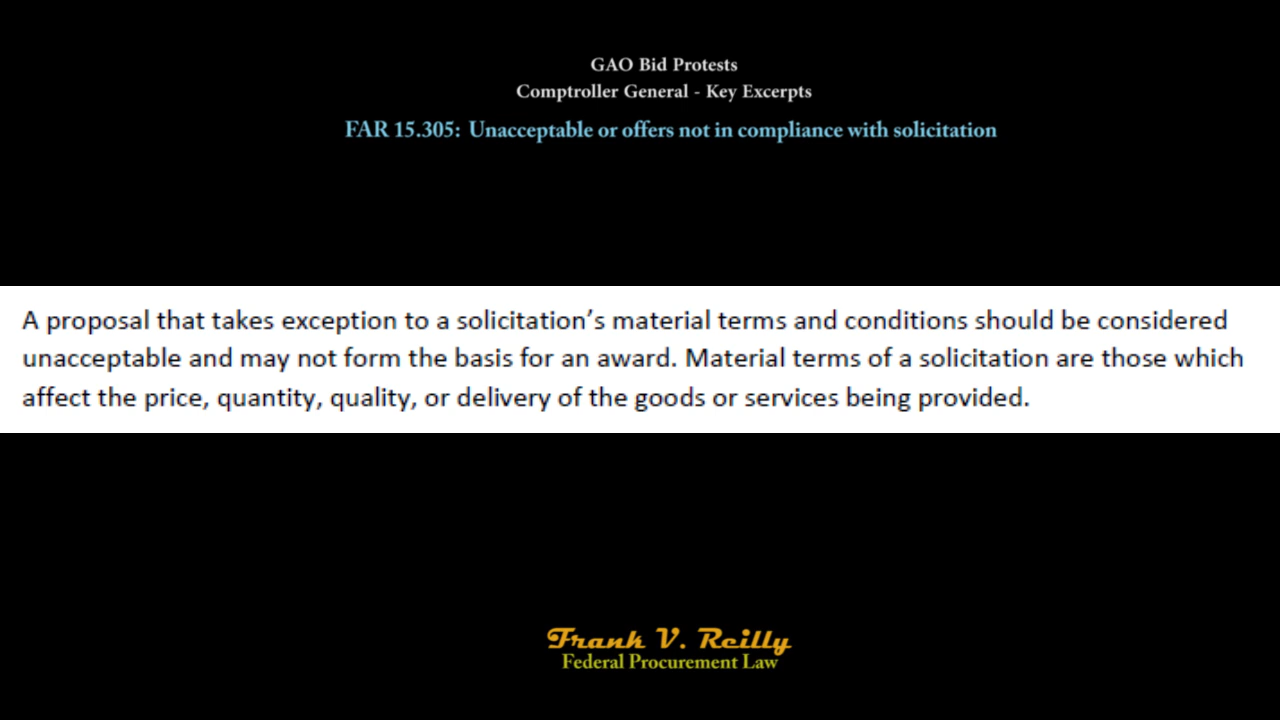 GAO Bid Protests
Comptroller General - Key Excerpts
FAR 15.305: Unacceptable or offers not in compliance with solicitation
A proposal that takes exception to a solicitation’s material terms and conditions should be considered
unacceptable and may not form the basis for an award. Material terms of a solicitation are those which
affect the price, quantity, quality, or delivery of the goods or services being provided.
Frank V. Reilly
Federal Procurement Law